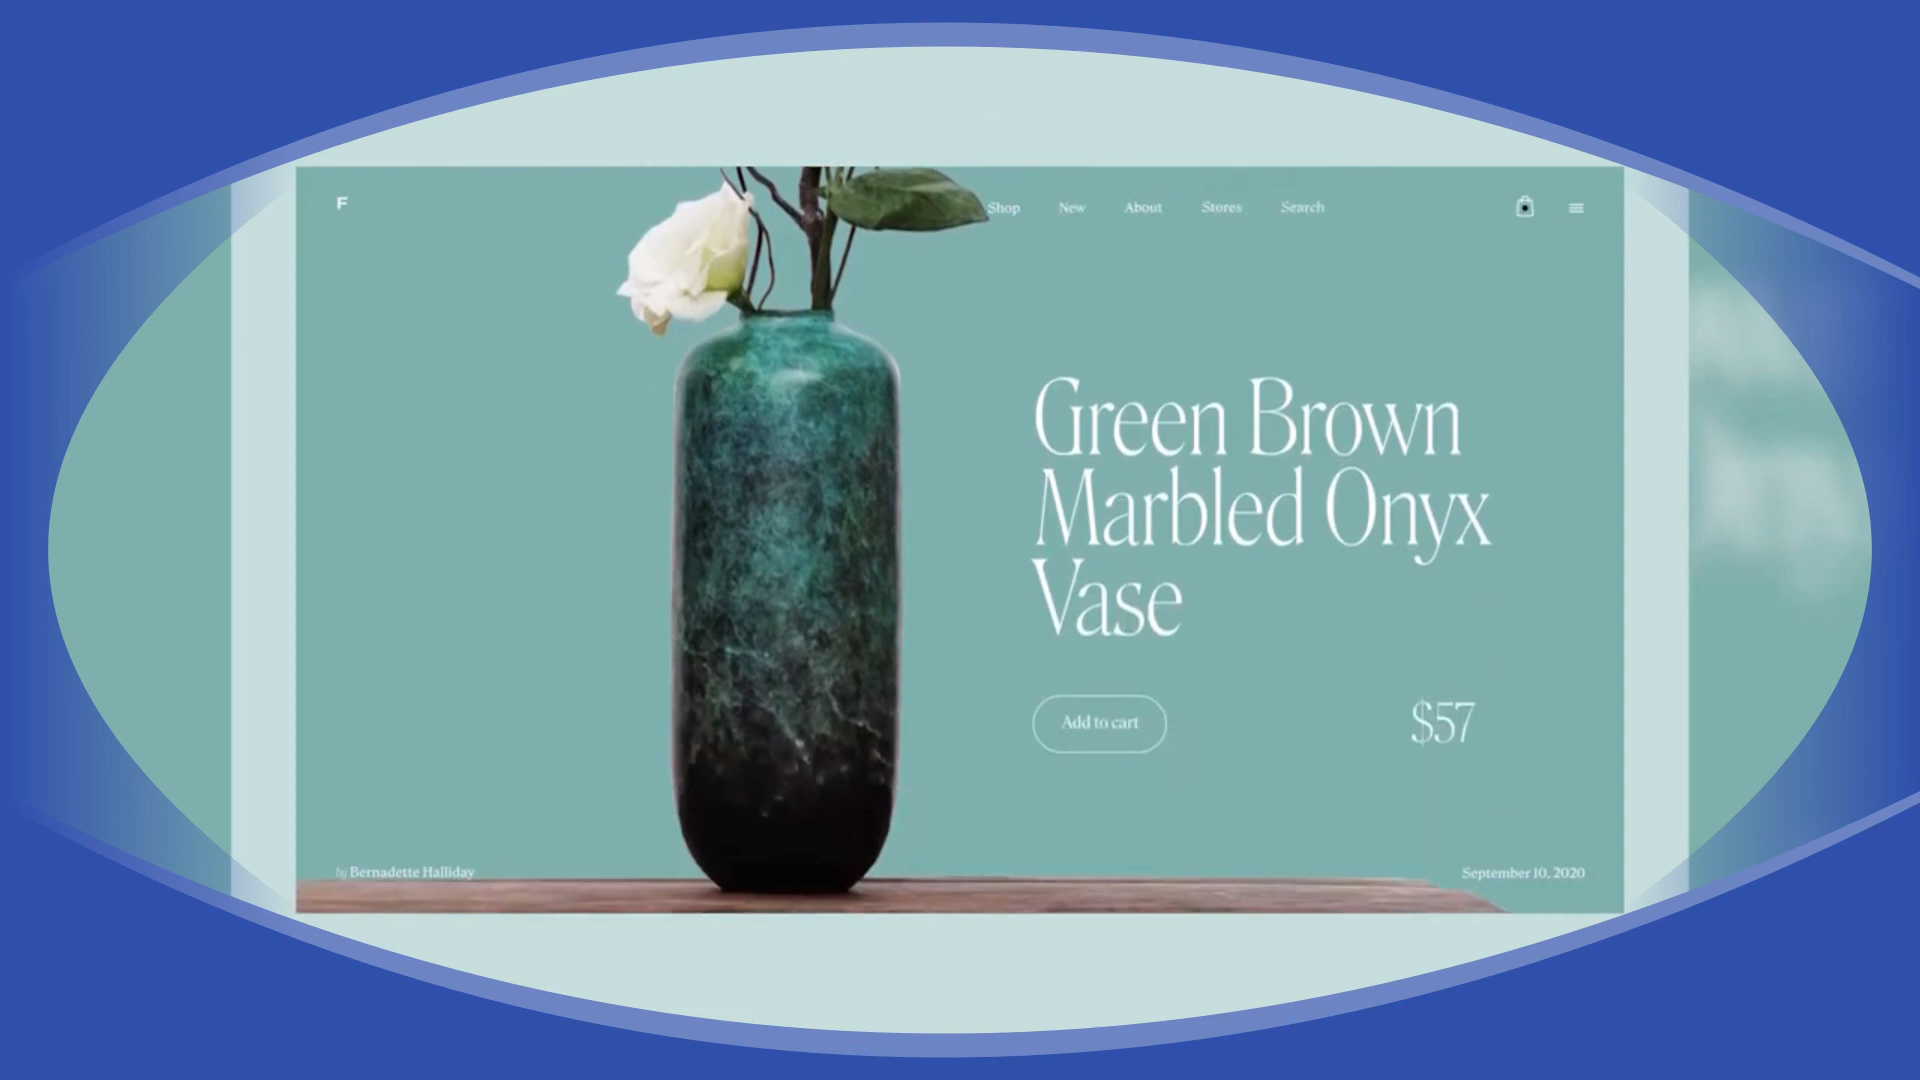 F
Shop New About Stores Search
Green Brown
Marbled Onyx
Vase
Add to cart
$57
by Bernadette Halliday
September 10, 2020